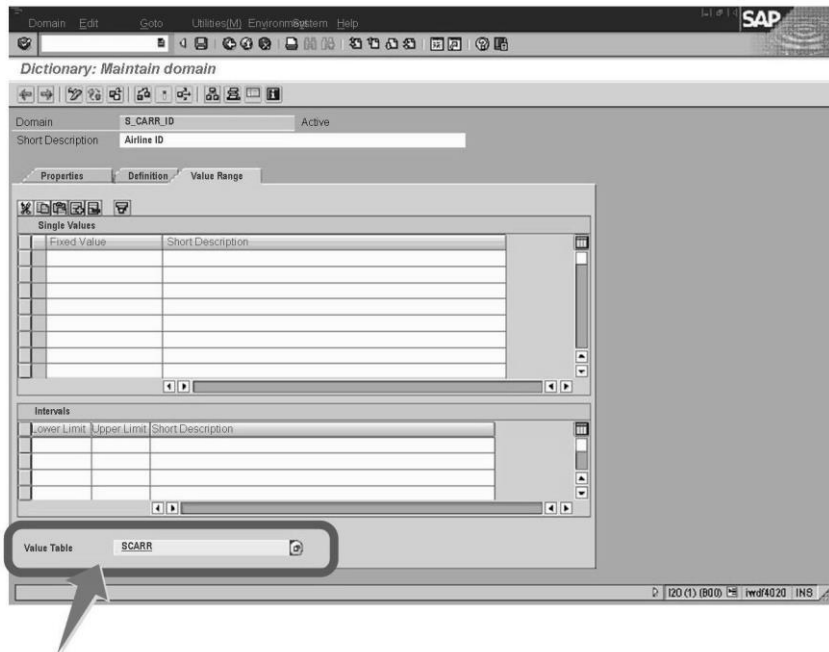 Domain Edit Goto Utilities(M) Environment System Help
SAP
Dictionary: Maintain domain
Domain S_CARR_ID Active
Short Description Airline ID
Properties Definition Value Range
Single Values
Fixed Value Short Description
Intervals
Lower Limit Upper Limit Short Description
Value Table SCARR
I20 (1) (800) iwdf4020 INS